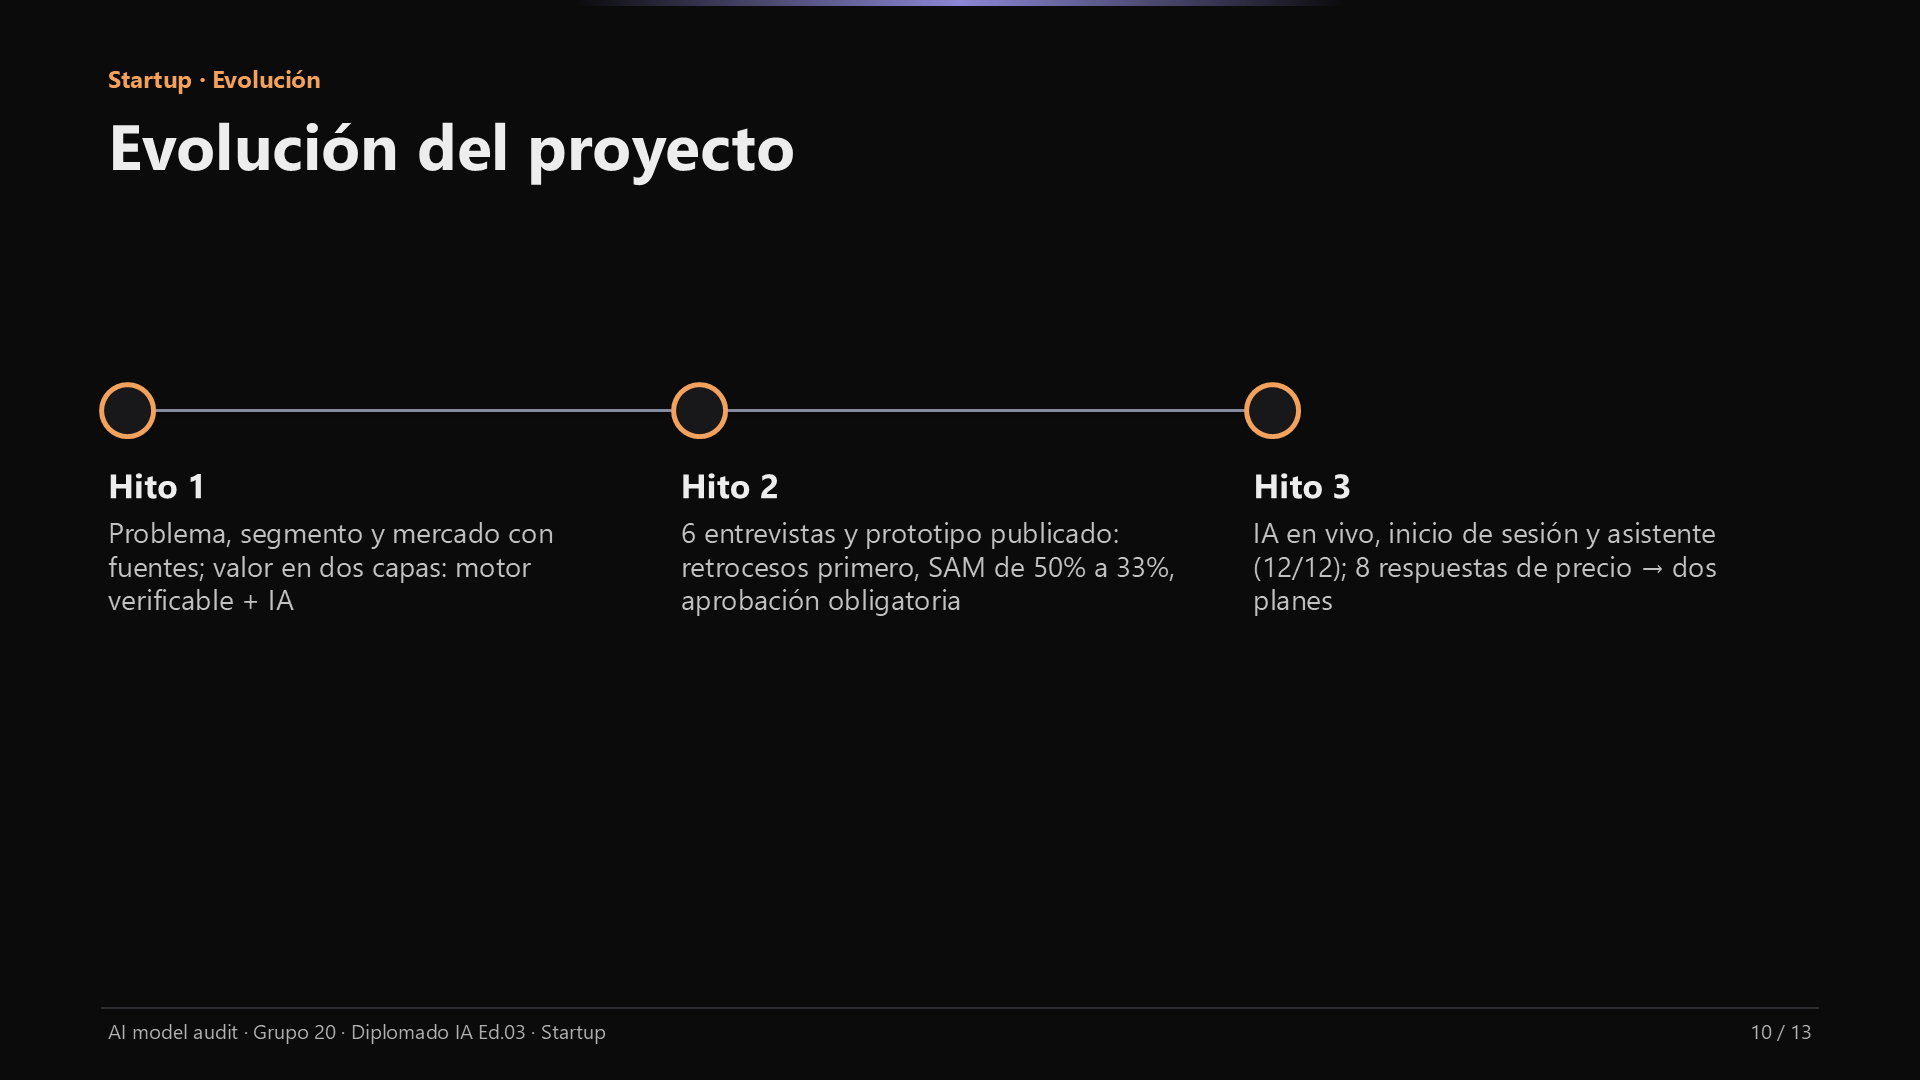 Startup · Evolución
Evolución del proyecto
Hito 1
Problema, segmento y mercado con
fuentes; valor en dos capas: motor
verificable + IA
Hito 2
6 entrevistas y prototipo publicado:
retrocesos primero, SAM de 50% a 33%,
aprobación obligatoria
Hito 3
IA en vivo, inicio de sesión y asistente
(12/12); 8 respuestas de precio → dos
planes
AI model audit · Grupo 20 · Diplomado IA Ed.03 · Startup
10 / 13